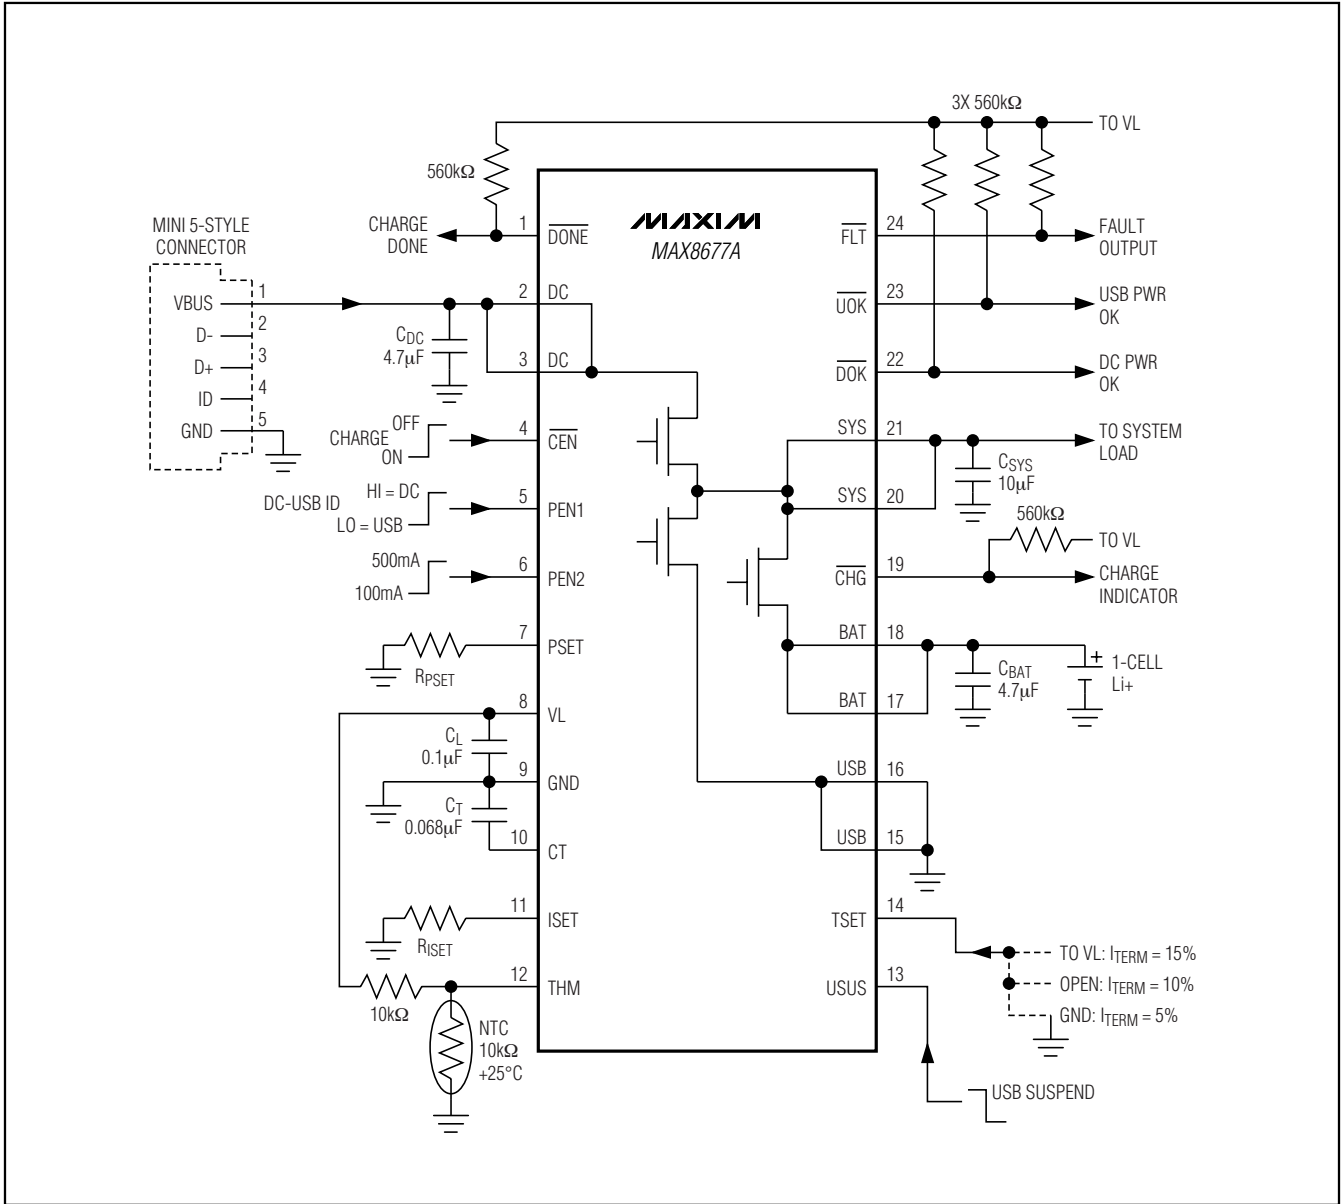 3X 560kΩ
TO VL
560kΩ
MAXIM
MAX8677A
MINI 5-STYLE
CONNECTOR
VBUS
1
D-
2
D+
3
ID
4
GND
5
CHARGE
DONE
1
DONE
2
DC
CDC
4.7µF
3
DC
CHARGE
OFF
ON
4
CEN
DC-USB ID
HI = DC
LO = USB
5
PEN1
500mA
100mA
6
PEN2
7
PSET
RPSET
8
VL
CL
0.1µF
9
GND
CT
0.068µF
10
CT
11
ISET
RISET
12
THM
10kΩ
NTC
10kΩ
+25°C
FLT
24
FAULT
OUTPUT
UOK
23
USB PWR
OK
DOK
22
DC PWR
OK
SYS
21
TO SYSTEM
LOAD
CSYS
10µF
SYS
20
560kΩ
TO VL
CHG
19
CHARGE
INDICATOR
BAT
18
CBAT
4.7µF
+
1-CELL
Li+
BAT
17
USB
16
USB
15
TSET
14
TO VL: ITERM = 15%
OPEN: ITERM = 10%
GND: ITERM = 5%
USUS
13
USB SUSPEND